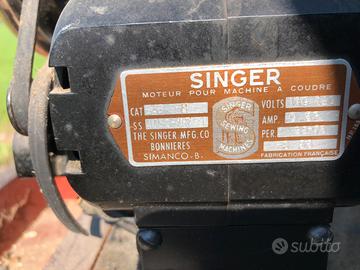 SINGER
MOTEUR POUR MACHINE A COUDRE
CAT
VOLTS
SS
AMP.
THE SINGER MFG.CO
PER.
BONNIERES
SIMANCO-B-
FABRICATION FRANÇAISE
SINGER
SEWING
MACHINES
subito